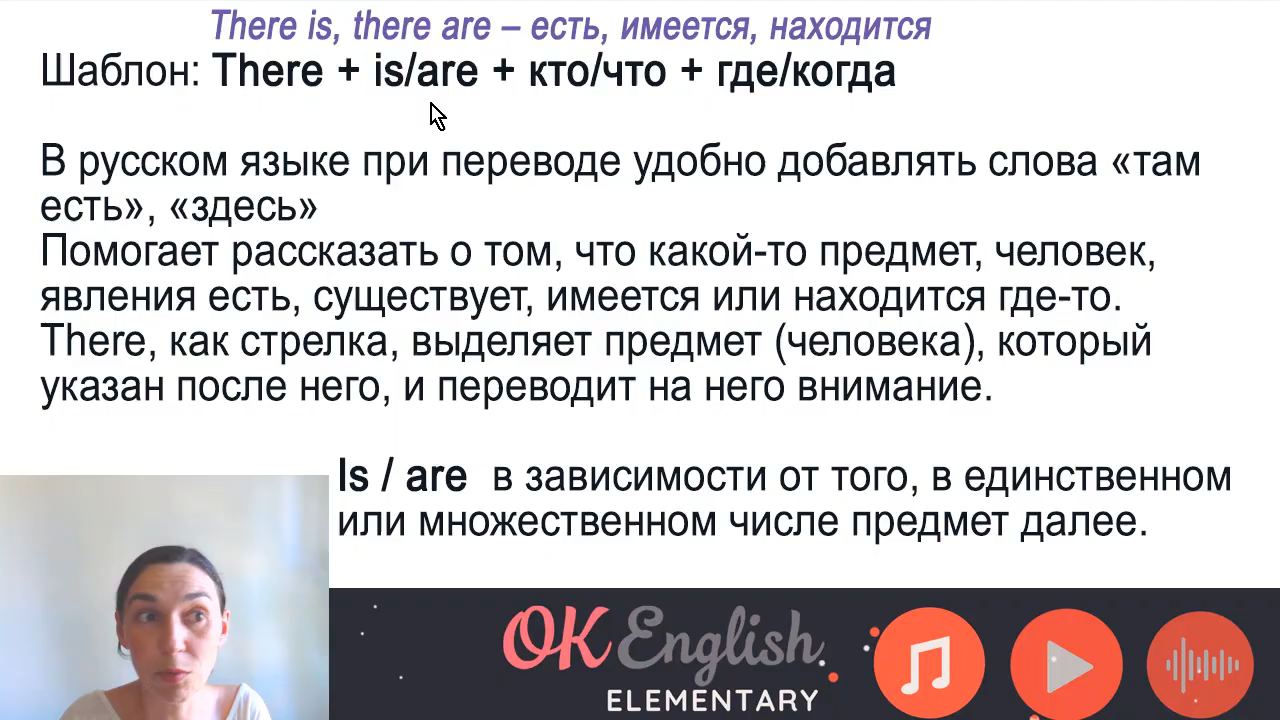 There is, there are – есть, имеется, находится
Шаблон: There + is/are + кто/что + где/когда
В русском языке при переводе удобно добавлять слова «там
есть», «здесь»
Помогает рассказать о том, что какой-то предмет, человек,
явления есть, существует, имеется или находится где-то.
There, как стрелка, выделяет предмет (человека), который
указан после него, и переводит на него внимание.
Is / are в зависимости от того, в единственном
или множественном числе предмет далее.
OK English
ELEMENTARY